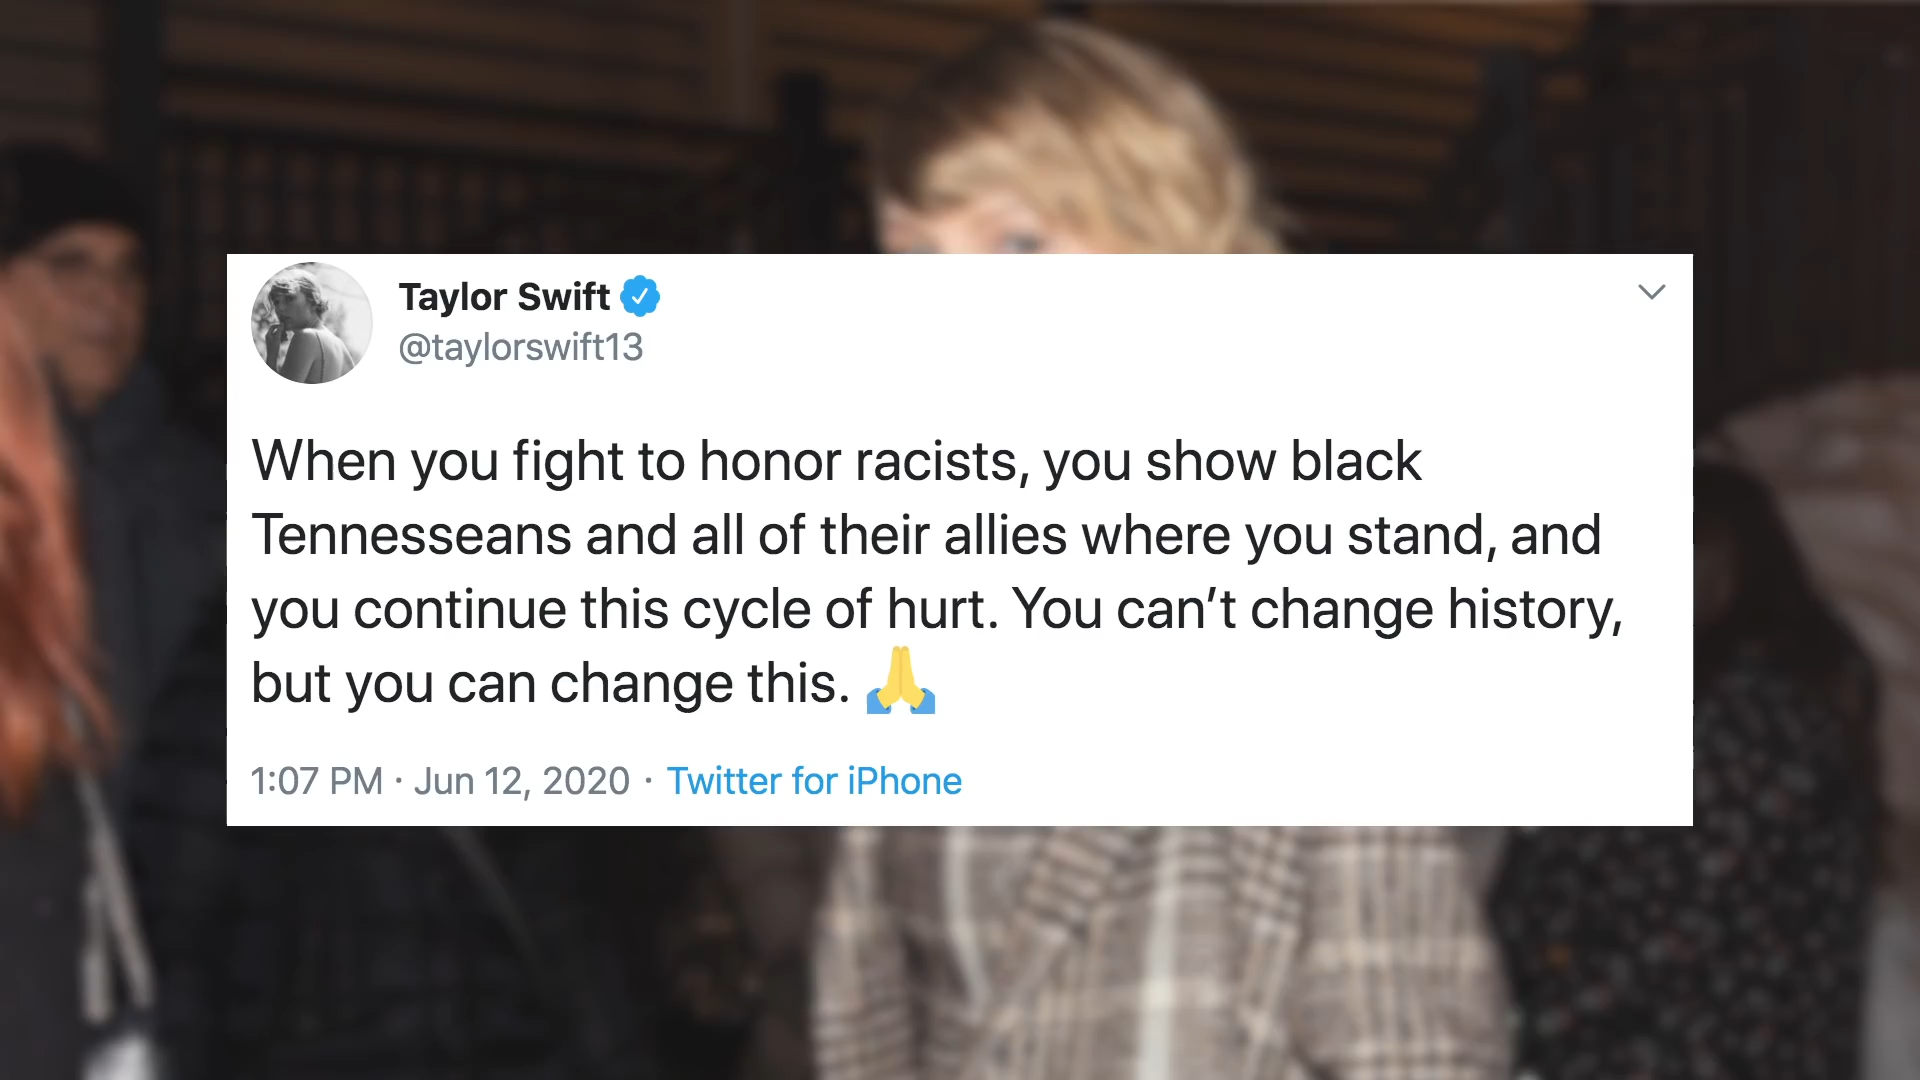 Taylor Swift
@taylorswift13
When you fight to honor racists, you show black
Tennesseans and all of their allies where you stand, and
you continue this cycle of hurt. You can’t change history,
but you can change this. 🙏
1:07 PM · Jun 12, 2020 · Twitter for iPhone